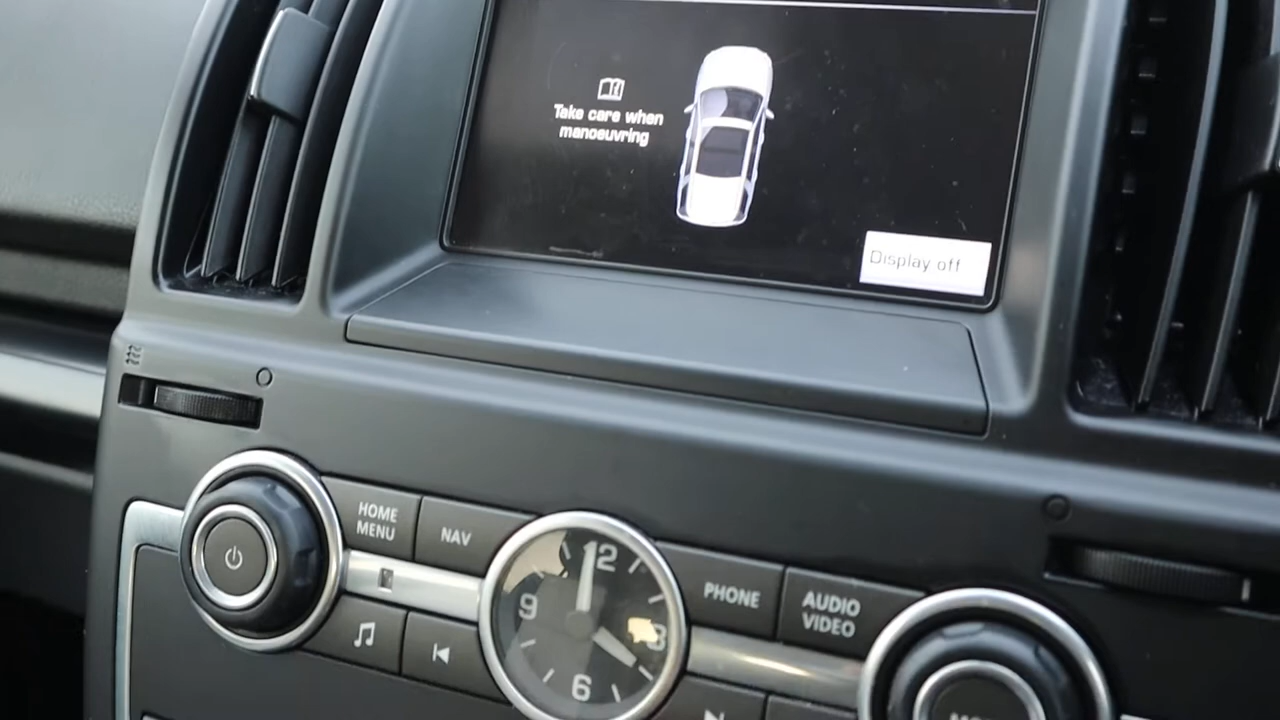 Take care when
manoeuvring
Display off
HOME
MENU
NAV
PHONE
AUDIO
VIDEO
12
9
3
6